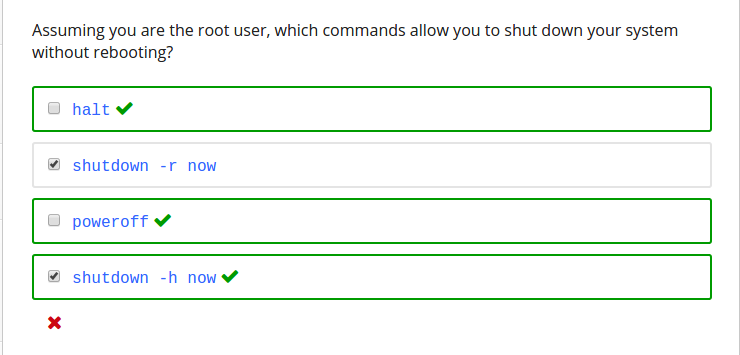 Assuming you are the root user, which commands allow you to shut down your system
without rebooting?
halt
shutdown -r now
poweroff
shutdown -h now